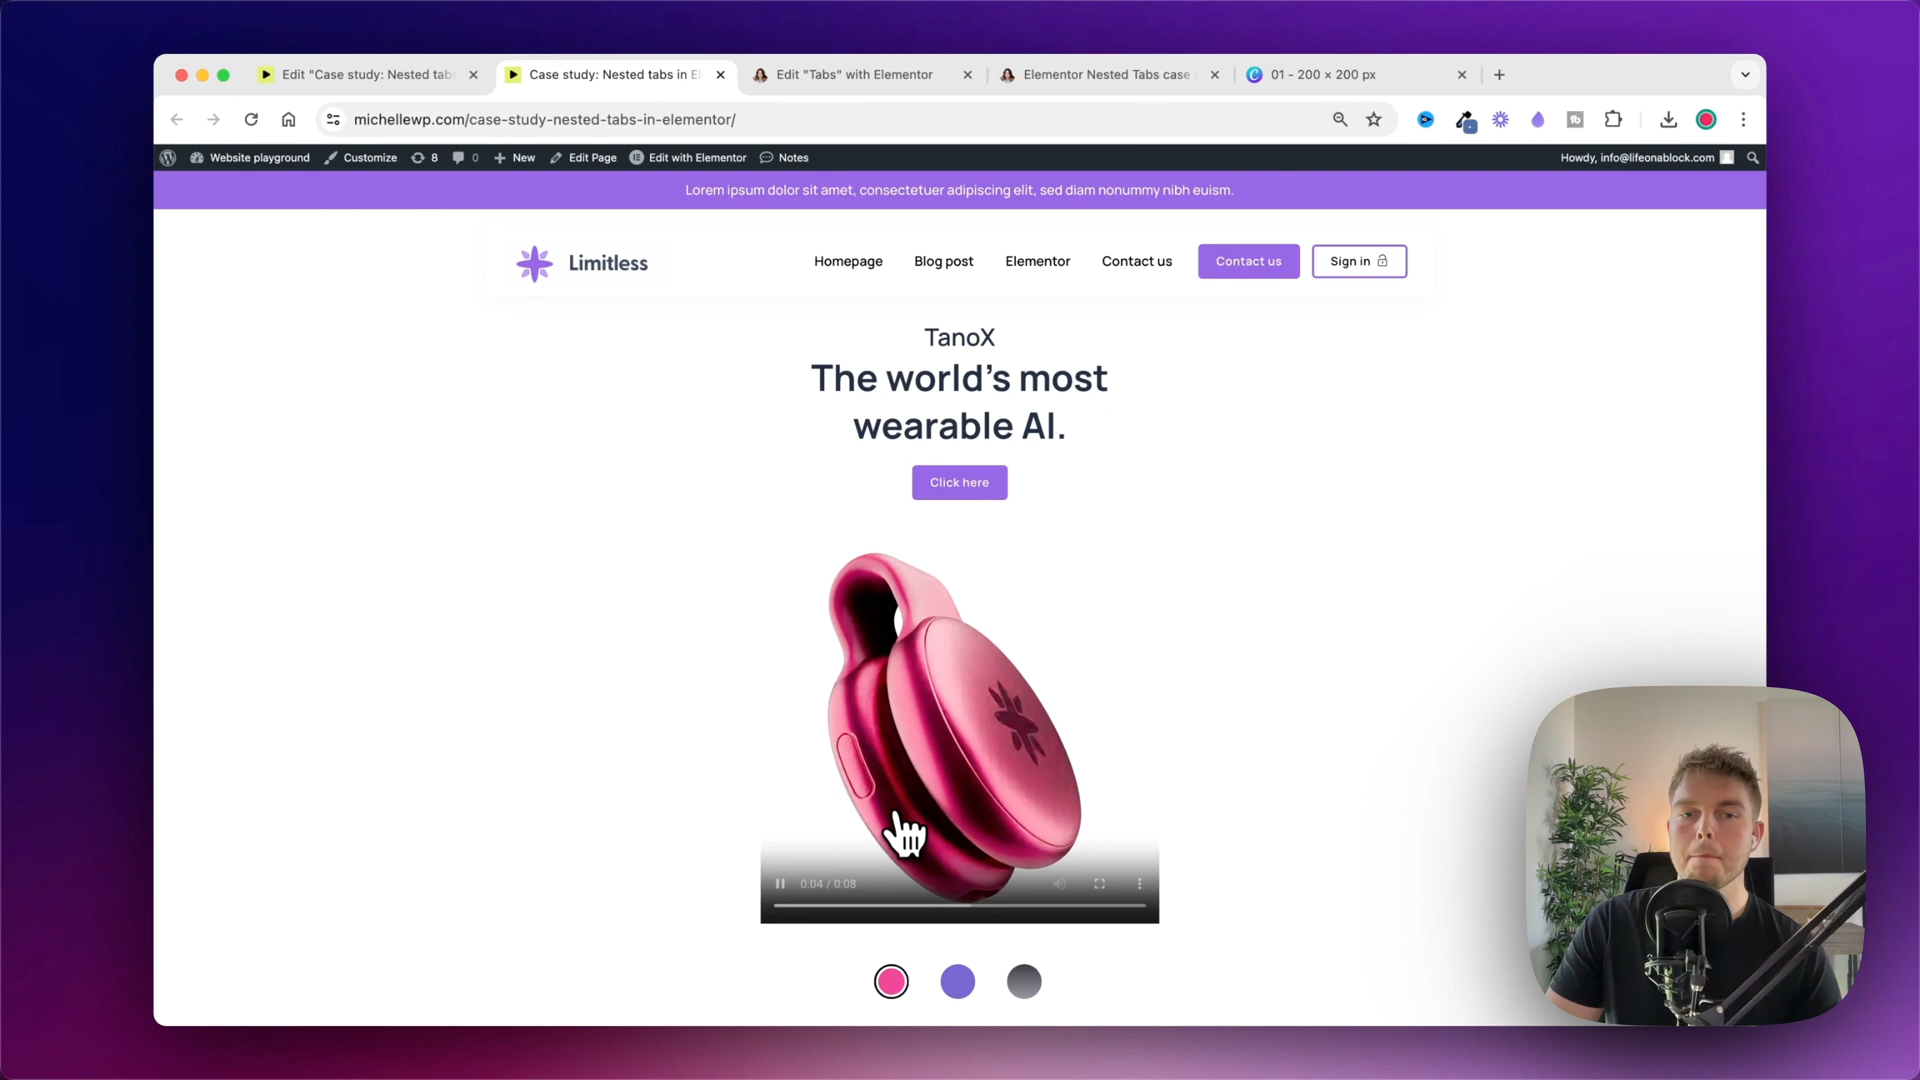 Edit "Case study: Nested tabs
Case study: Nested tabs in El
Edit "Tabs" with Elementor
Elementor Nested Tabs case
01 - 200 × 200 px
michellewp.com/case-study-nested-tabs-in-elementor/
Website playground
Customize
8
0
New
Edit Page
Edit with Elementor
Notes
Howdy, info@lifeonablock.com
Lorem ipsum dolor sit amet, consectetuer adipiscing elit, sed diam nonummy nibh euism.
Limitless
Homepage
Blog post
Elementor
Contact us
Contact us
Sign in
TanoX
The world's most
wearable AI.
Click here
0:04 / 0:08